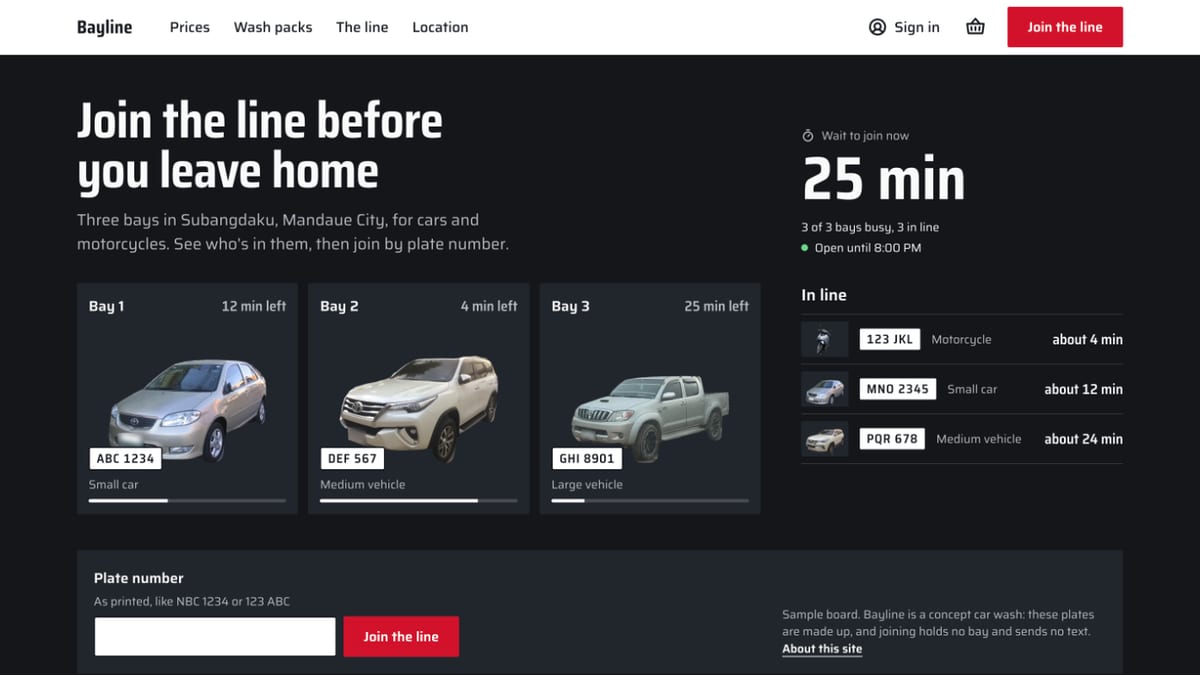 Bayline
Prices
Wash packs
The line
Location
Sign in
Join the line
Join the line before
you leave home
Three bays in Subangdaku, Mandaue City, for cars and
motorcycles. See who's in them, then join by plate number.
Wait to join now
25 min
3 of 3 bays busy, 3 in line
Open until 8:00 PM
Bay 1
12 min left
ABC 1234
Small car
Bay 2
4 min left
DEF 567
Medium vehicle
Bay 3
25 min left
GHI 8901
Large vehicle
In line
123 JKL
Motorcycle
about 4 min
MNO 2345
Small car
about 12 min
PQR 678
Medium vehicle
about 24 min
Plate number
As printed, like NBC 1234 or 123 ABC
Join the line
Sample board. Bayline is a concept car wash: these plates
are made up, and joining holds no bay and sends no text.
About this site